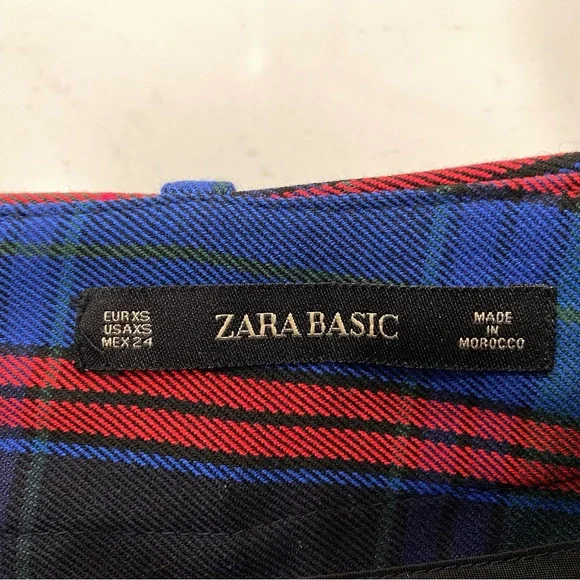 EUR XS
USA XS
MEX 24
ZARA BASIC
MADE
IN
MOROCCO